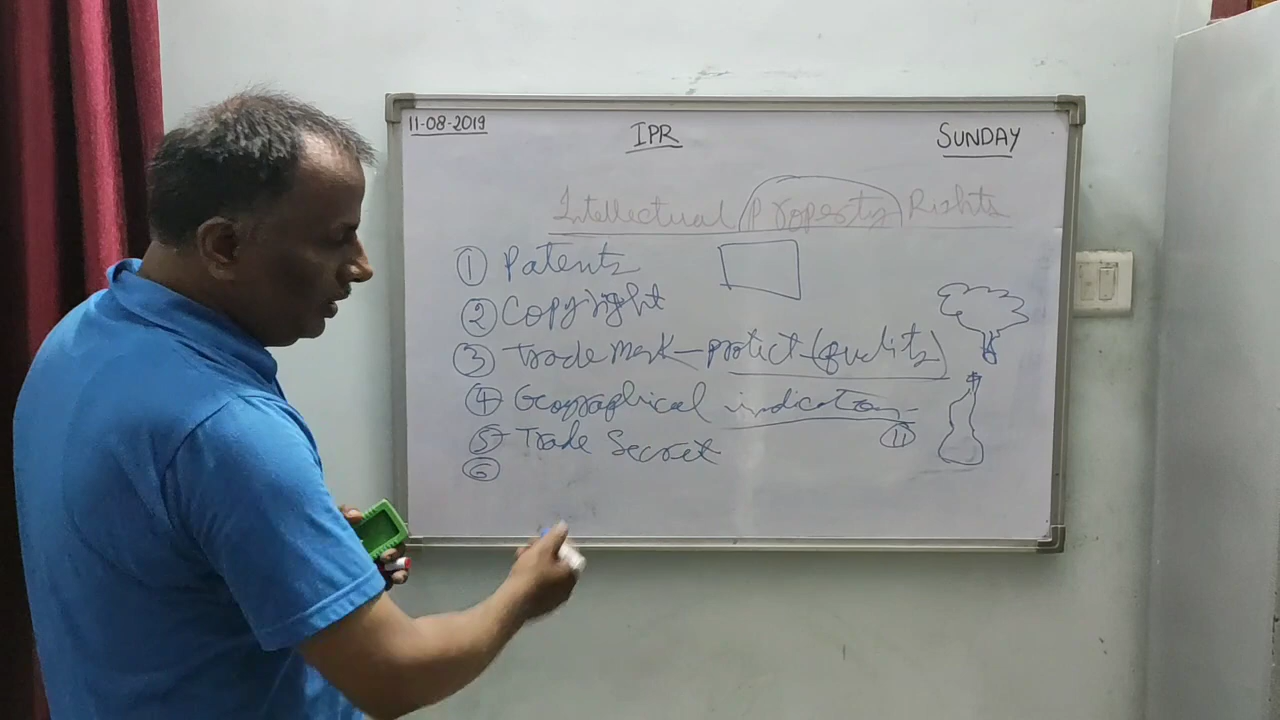 11-08-2019 IPR SUNDAY
Intellectual Property Rights
① Patents
② Copyright
③ Trade Mark – protect (quality)
④ Geographical indication
⑤ Trade Secret
⑪
⑥